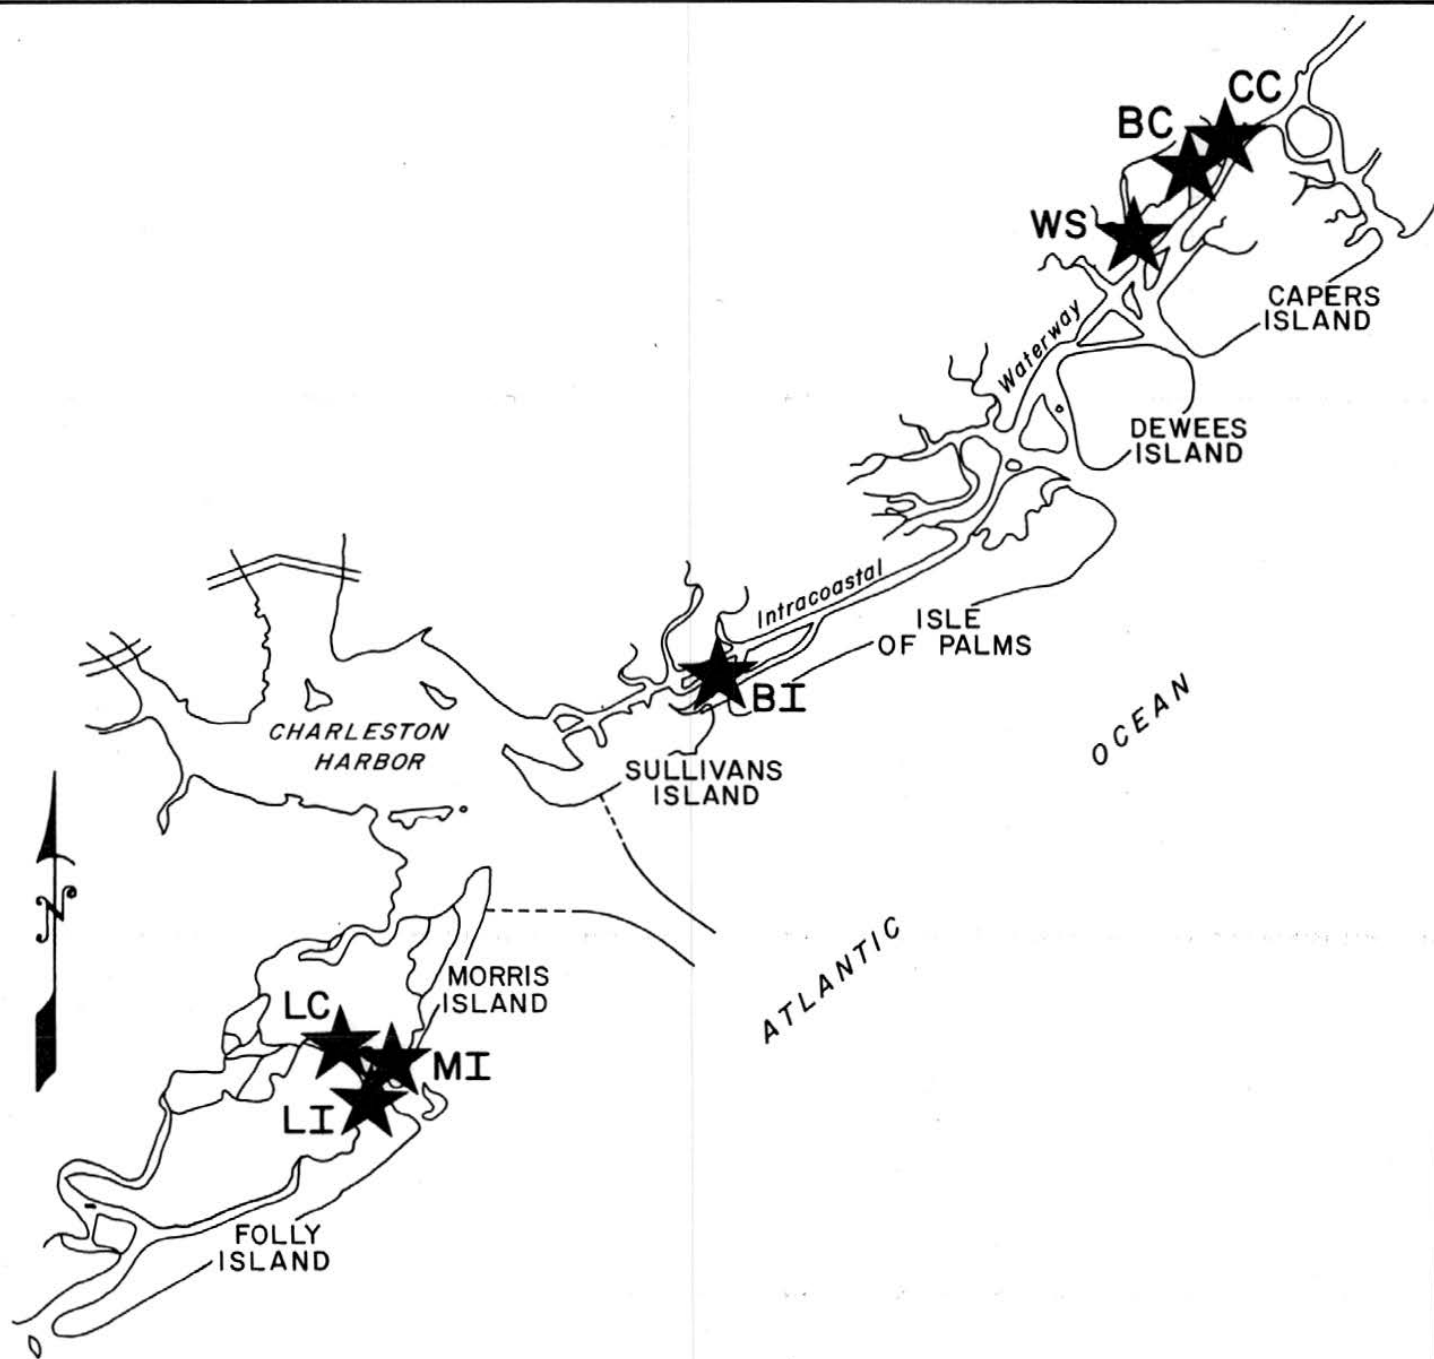 CC
BC
WS
CAPERS
ISLAND
Waterway
DEWEES
ISLAND
Intracoastal
ISLE
OF PALMS
BI
CHARLESTON
HARBOR
SULLIVANS
ISLAND
OCEAN
ATLANTIC
N
MORRIS
ISLAND
LC
MI
LI
FOLLY
ISLAND